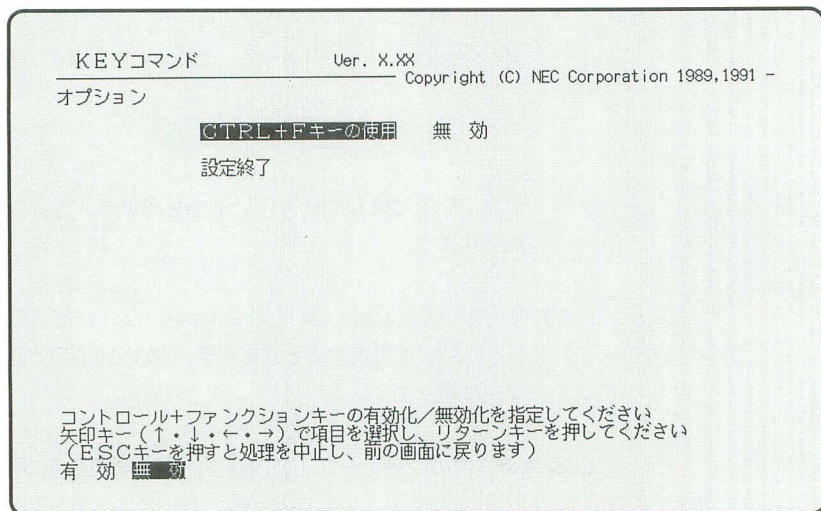 KEYコマンド Ver. X.XX
Copyright (C) NEC Corporation 1989,1991 -
オプション
CTRL+Fキーの使用 無 効
設定終了
コントロール+ファンクションキーの有効化/無効化を指定してください
矢印キー(↑・↓・←・→)で項目を選択し、リターンキーを押してください
(ESCキーを押すと処理を中止し、前の画面に戻ります)
有 効 無 効